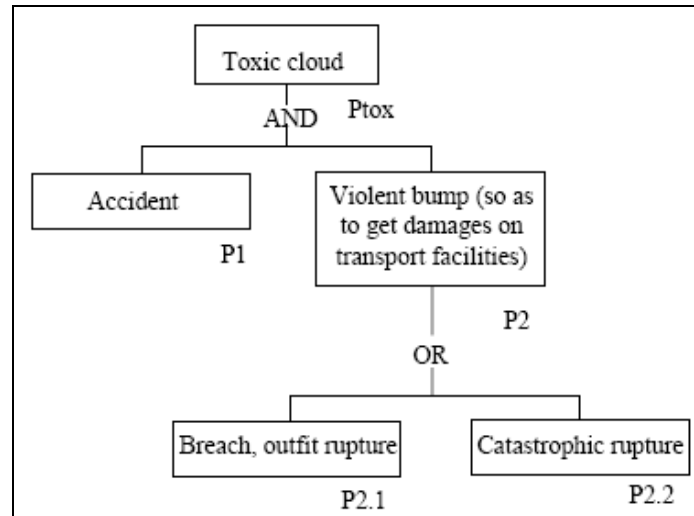 Toxic cloud
AND
Ptox
Accident
P1
Violent bump (so as
to get damages on
transport facilities)
P2
OR
Breach, outfit rupture
P2.1
Catastrophic rupture
P2.2